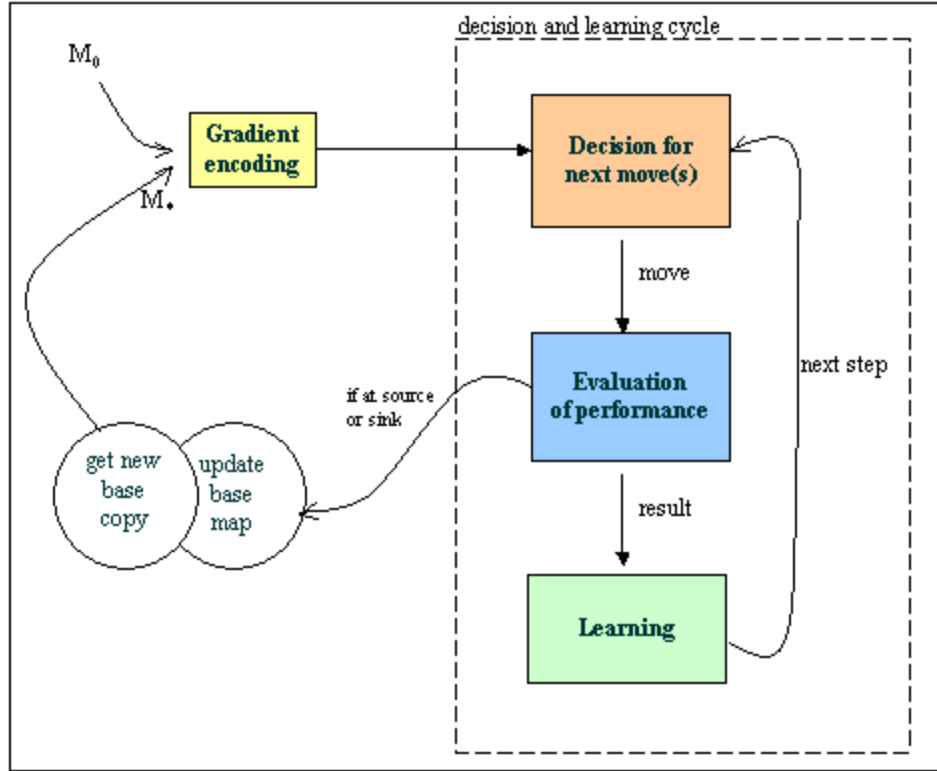 decision and learning cycle
M₀
Gradient
encoding
M⋆
Decision for
next move(s)
move
next step
if at source
or sink
Evaluation
of performance
get new
base
copy
update
base
map
result
Learning